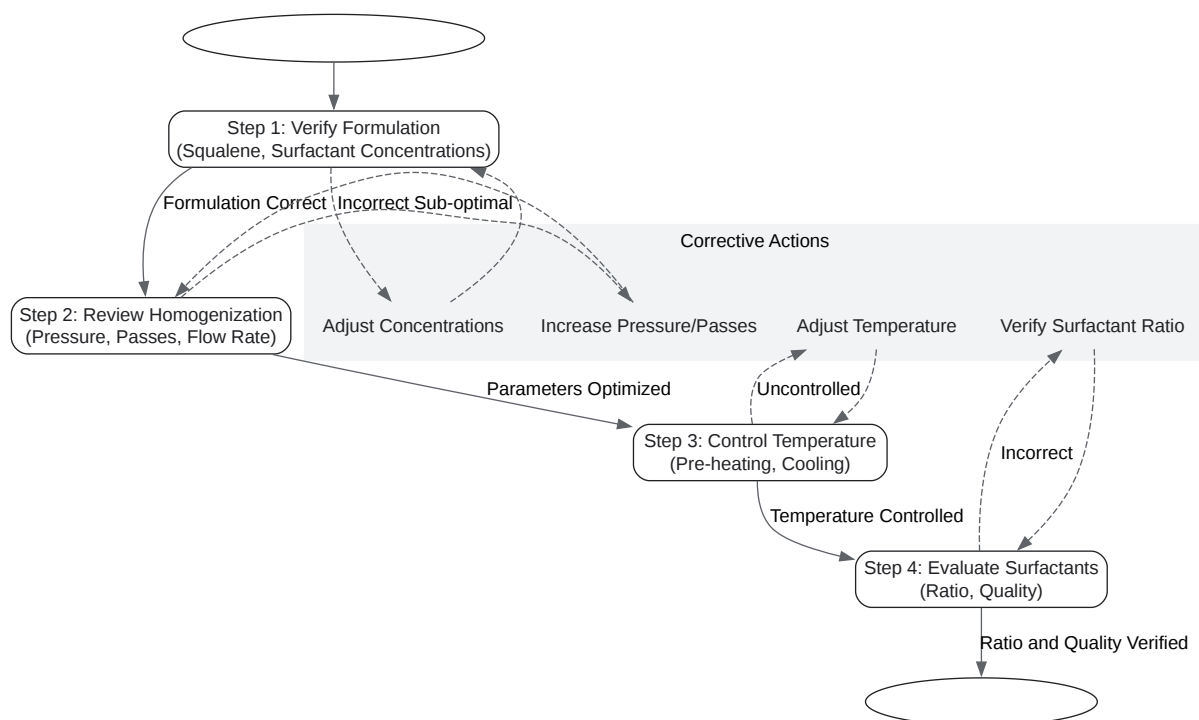 Step 1: Verify Formulation
(Squalene, Surfactant Concentrations)
Formulation Correct
Incorrect
Sub-optimal
Corrective Actions
Step 2: Review Homogenization
(Pressure, Passes, Flow Rate)
Adjust Concentrations
Increase Pressure/Passes
Adjust Temperature
Verify Surfactant Ratio
Parameters Optimized
Uncontrolled
Step 3: Control Temperature
(Pre-heating, Cooling)
Incorrect
Temperature Controlled
Step 4: Evaluate Surfactants
(Ratio, Quality)
Ratio and Quality Verified